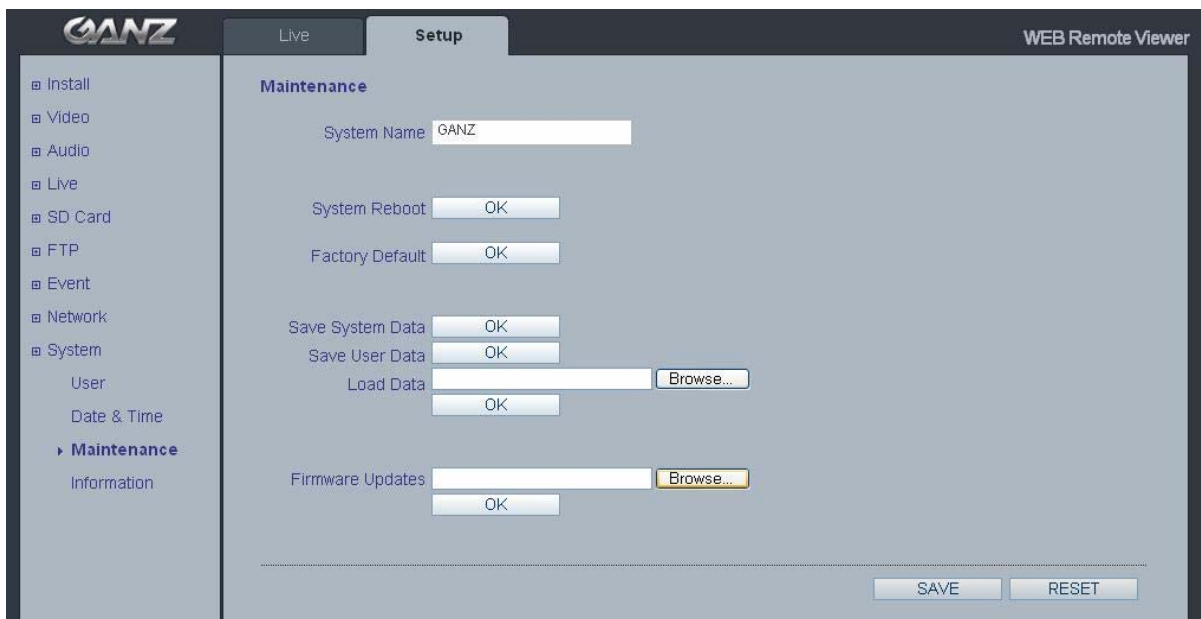 GANZ
Live
Setup
WEB Remote Viewer
Install
Video
Audio
Live
SD Card
FTP
Event
Network
System
User
Date & Time
Maintenance
Information
Maintenance
System Name GANZ
System Reboot OK
Factory Default OK
Save System Data OK
Save User Data OK
Load Data Browse...
OK
Firmware Updates Browse...
OK
SAVE RESET